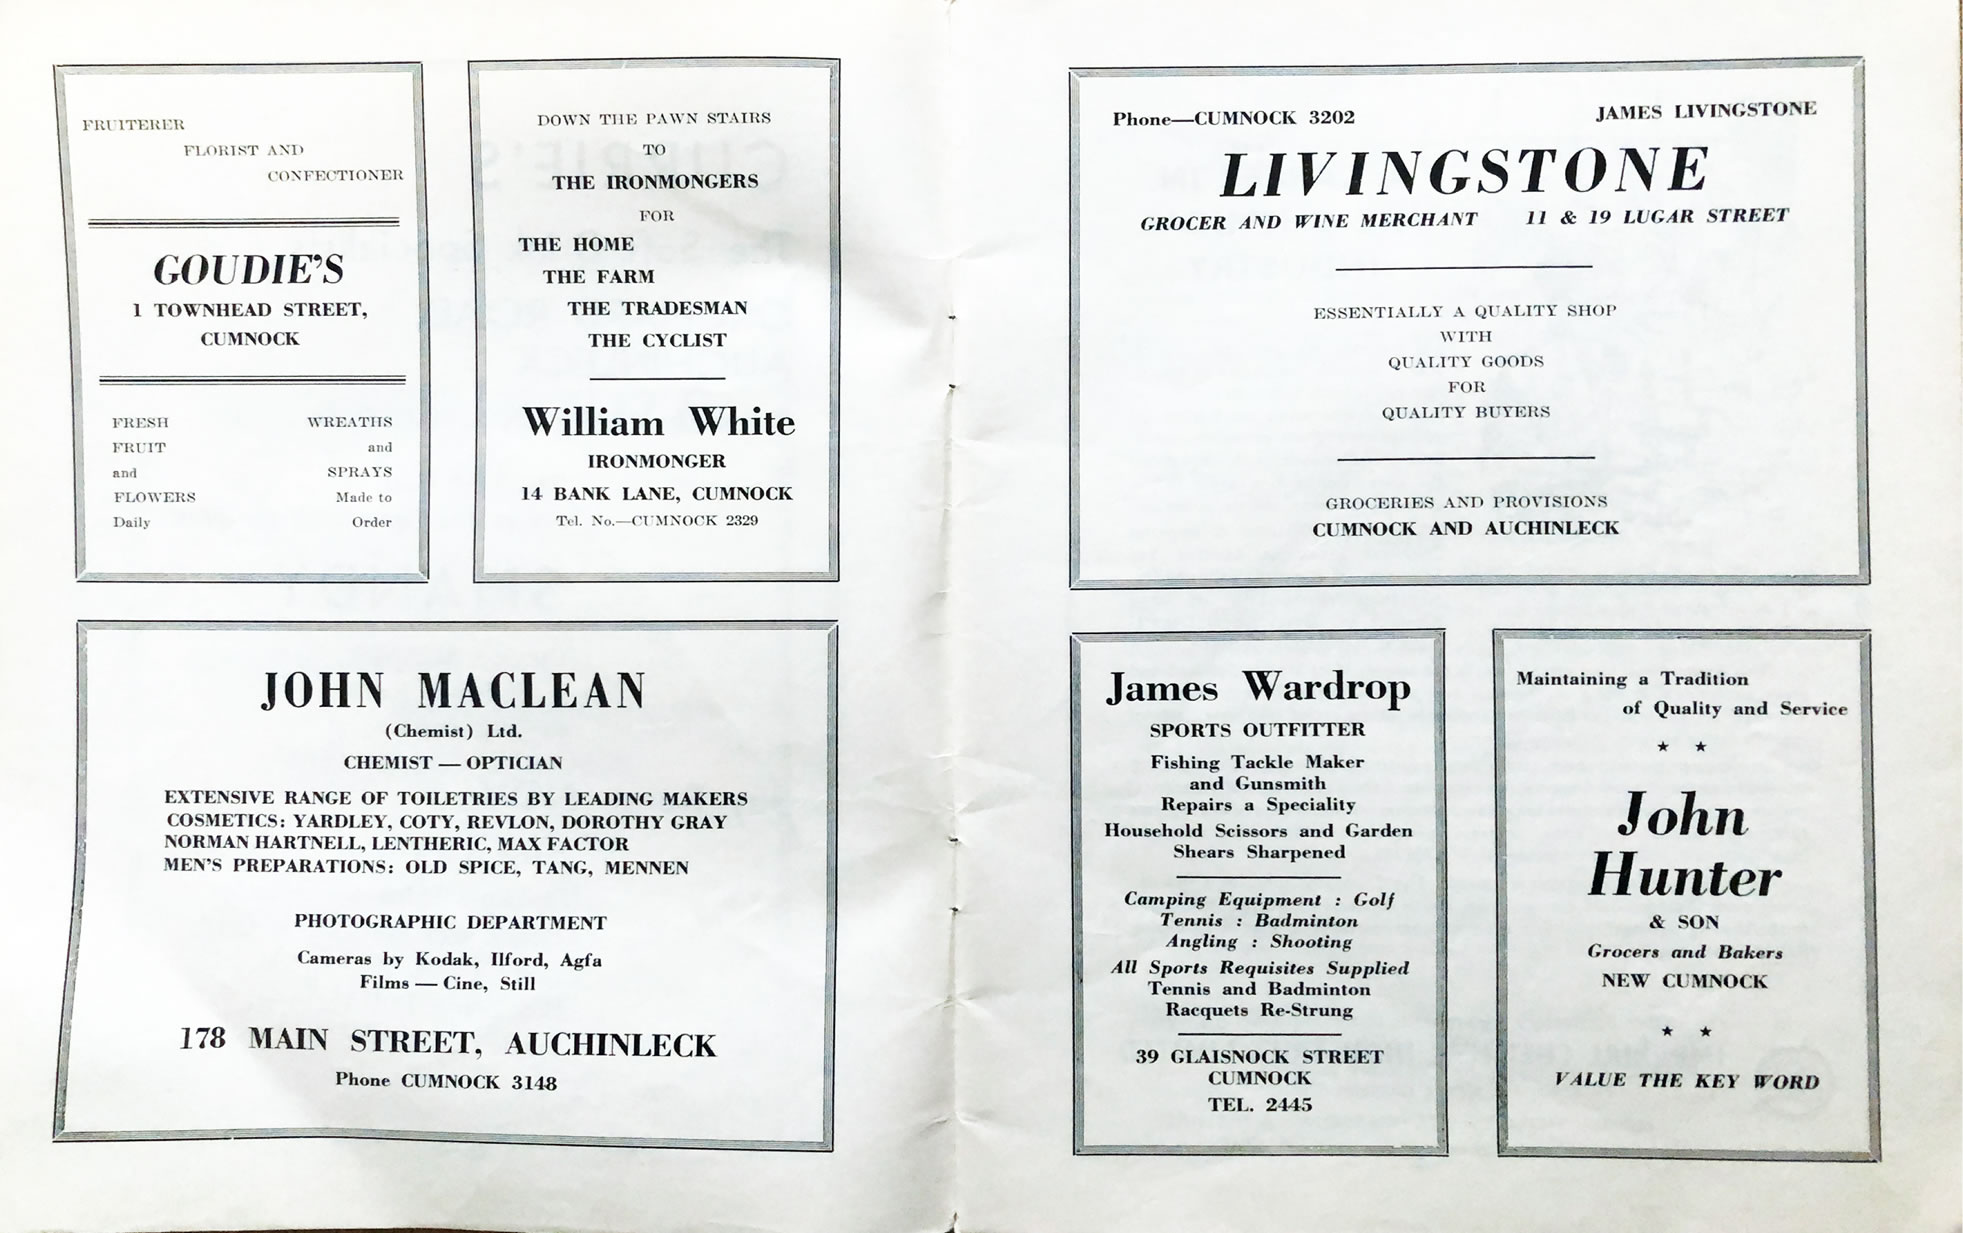 FRUITERER
FLORIST AND
CONFECTIONER
GOUDIE'S
1 TOWNHEAD STREET,
CUMNOCK
FRESH
FRUIT
and
FLOWERS
Daily
WREATHS
and
SPRAYS
Made to
Order
DOWN THE PAWN STAIRS
TO
THE IRONMONGERS
FOR
THE HOME
THE FARM
THE TRADESMAN
THE CYCLIST
William White
IRONMONGER
14 BANK LANE, CUMNOCK
Tel. No.—CUMNOCK 2329
JOHN MACLEAN
(Chemist) Ltd.
CHEMIST — OPTICIAN
EXTENSIVE RANGE OF TOILETRIES BY LEADING MAKERS
COSMETICS: YARDLEY, COTY, REVLON, DOROTHY GRAY
NORMAN HARTNELL, LENTHERIC, MAX FACTOR
MEN'S PREPARATIONS: OLD SPICE, TANG, MENNEN
PHOTOGRAPHIC DEPARTMENT
Cameras by Kodak, Ilford, Agfa
Films — Cine, Still
178 MAIN STREET, AUCHINLECK
Phone CUMNOCK 3148
Phone—CUMNOCK 3202 JAMES LIVINGSTONE
LIVINGSTONE
GROCER AND WINE MERCHANT 11 & 19 LUGAR STREET
ESSENTIALLY A QUALITY SHOP
WITH
QUALITY GOODS
FOR
QUALITY BUYERS
GROCERIES AND PROVISIONS
CUMNOCK AND AUCHINLECK
James Wardrop
SPORTS OUTFITTER
Fishing Tackle Maker
and Gunsmith
Repairs a Speciality
Household Scissors and Garden
Shears Sharpened
Camping Equipment : Golf
Tennis : Badminton
Angling : Shooting
All Sports Requisites Supplied
Tennis and Badminton
Racquets Re-Strung
39 GLAISNOCK STREET
CUMNOCK
TEL. 2445
Maintaining a Tradition
of Quality and Service
★ ★
John
Hunter
& SON
Grocers and Bakers
NEW CUMNOCK
★ ★
VALUE THE KEY WORD